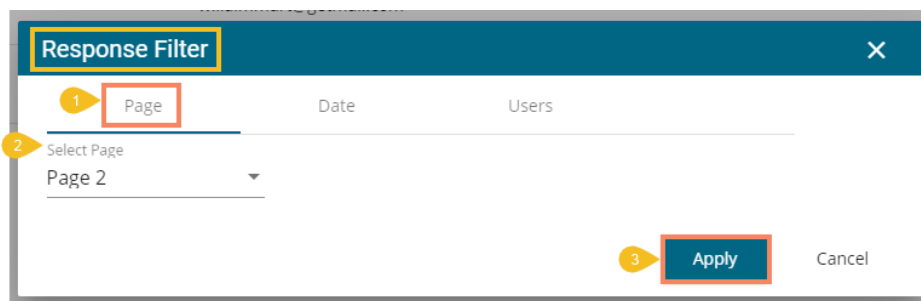 Response Filter
1 Page Date Users
2 Select Page
Page 2
3 Apply Cancel